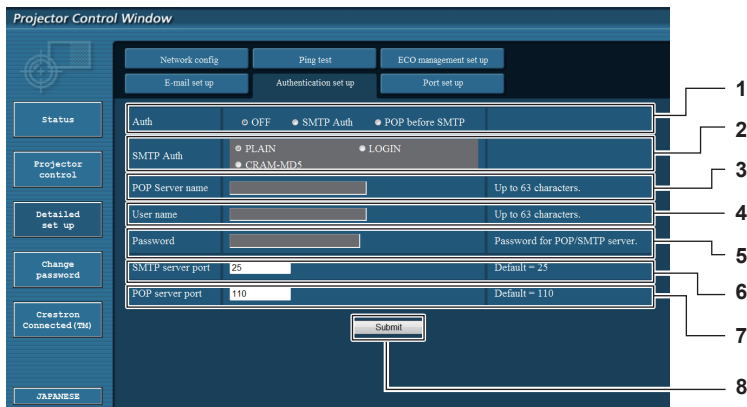 Projector Control Window
Network config
Ping test
ECO management set up
E-mail set up
Authentication set up
Port set up
Status
Projector
control
Detailed
set up
Change
password
Crestron
Connected(TM)
JAPANESE
Auth
OFF
SMTP Auth
POP before SMTP
1
SMTP Auth
PLAIN
LOGIN
CRAM-MD5
2
POP Server name
Up to 63 characters.
3
User name
Up to 63 characters.
4
Password
Password for POP/SMTP server.
5
SMTP server port
25
Default = 25
6
POP server port
110
Default = 110
7
Submit
8